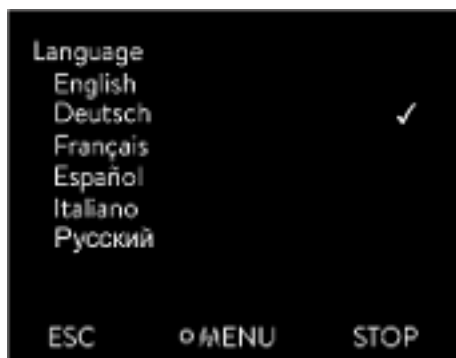 Language
English
Deutsch ✓
Français
Español
Italiano
Русский
ESC MENU STOP